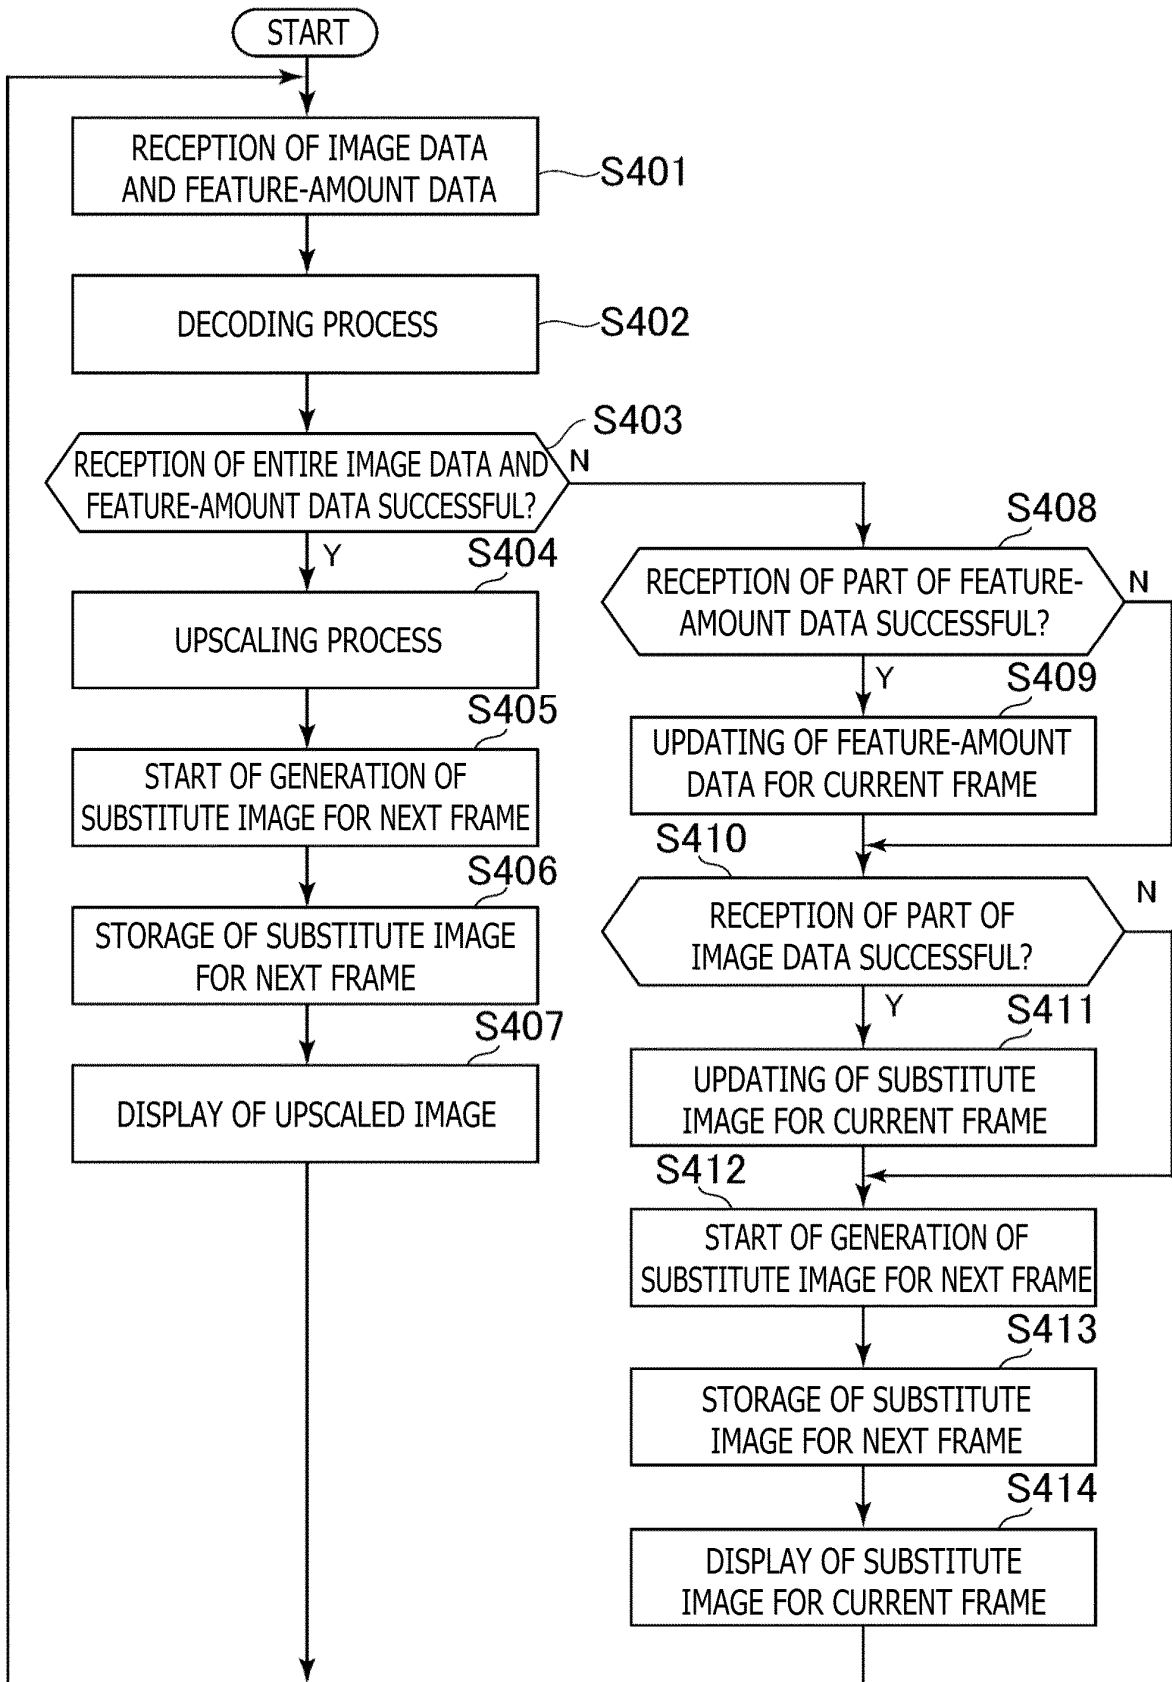 START
RECEPTION OF IMAGE DATA
AND FEATURE-AMOUNT DATA
S401
DECODING PROCESS
S402
S403
RECEPTION OF ENTIRE IMAGE DATA AND
FEATURE-AMOUNT DATA SUCCESSFUL?
N
Y
S404
UPSCALING PROCESS
S405
START OF GENERATION OF
SUBSTITUTE IMAGE FOR NEXT FRAME
S406
STORAGE OF SUBSTITUTE IMAGE
FOR NEXT FRAME
S407
DISPLAY OF UPSCALED IMAGE
S408
RECEPTION OF PART OF FEATURE-
AMOUNT DATA SUCCESSFUL?
N
Y
S409
UPDATING OF FEATURE-AMOUNT
DATA FOR CURRENT FRAME
S410
RECEPTION OF PART OF
IMAGE DATA SUCCESSFUL?
N
Y
S411
UPDATING OF SUBSTITUTE
IMAGE FOR CURRENT FRAME
S412
START OF GENERATION OF
SUBSTITUTE IMAGE FOR NEXT FRAME
S413
STORAGE OF SUBSTITUTE
IMAGE FOR NEXT FRAME
S414
DISPLAY OF SUBSTITUTE
IMAGE FOR CURRENT FRAME